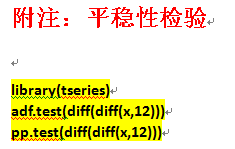 附注：平稳性检验
library(tseries)
adf.test(diff(diff(x,12)))
pp.test(diff(diff(x,12)))